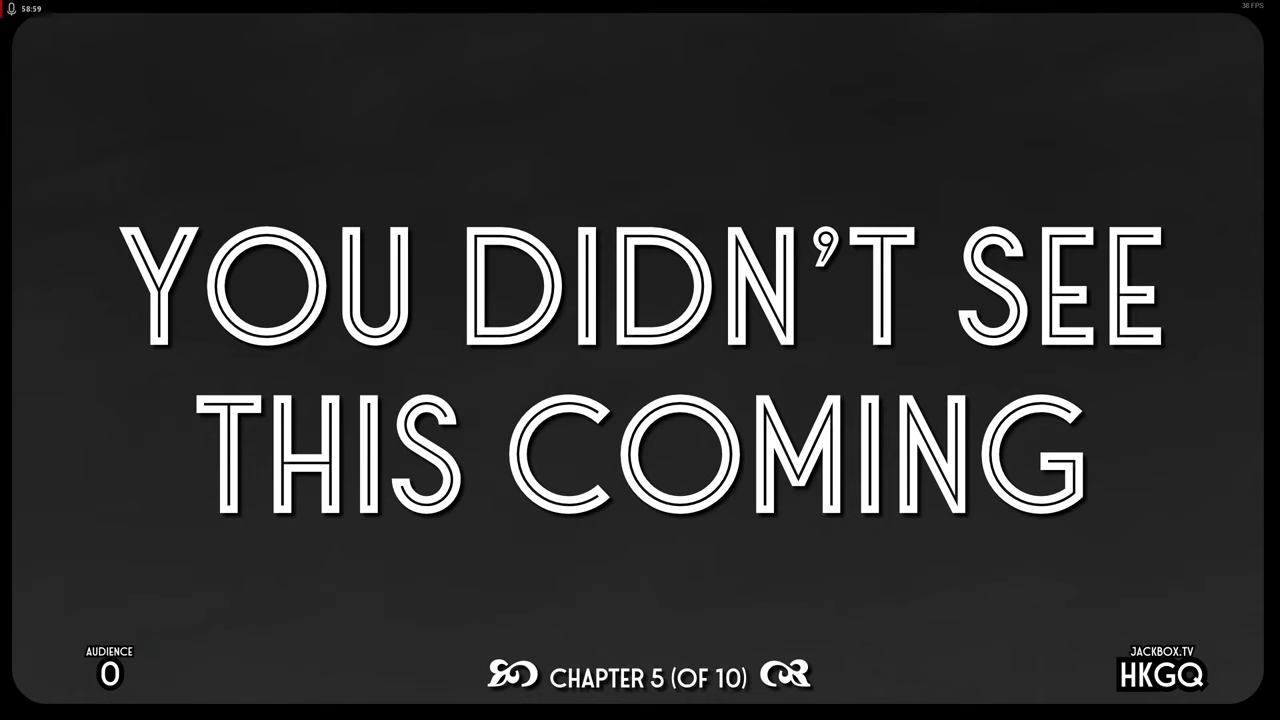 58:59
38 FPS
YOU DIDN'T SEE
THIS COMING
AUDIENCE
0
CHAPTER 5 (OF 10)
JACKBOX.TV
HKGQ